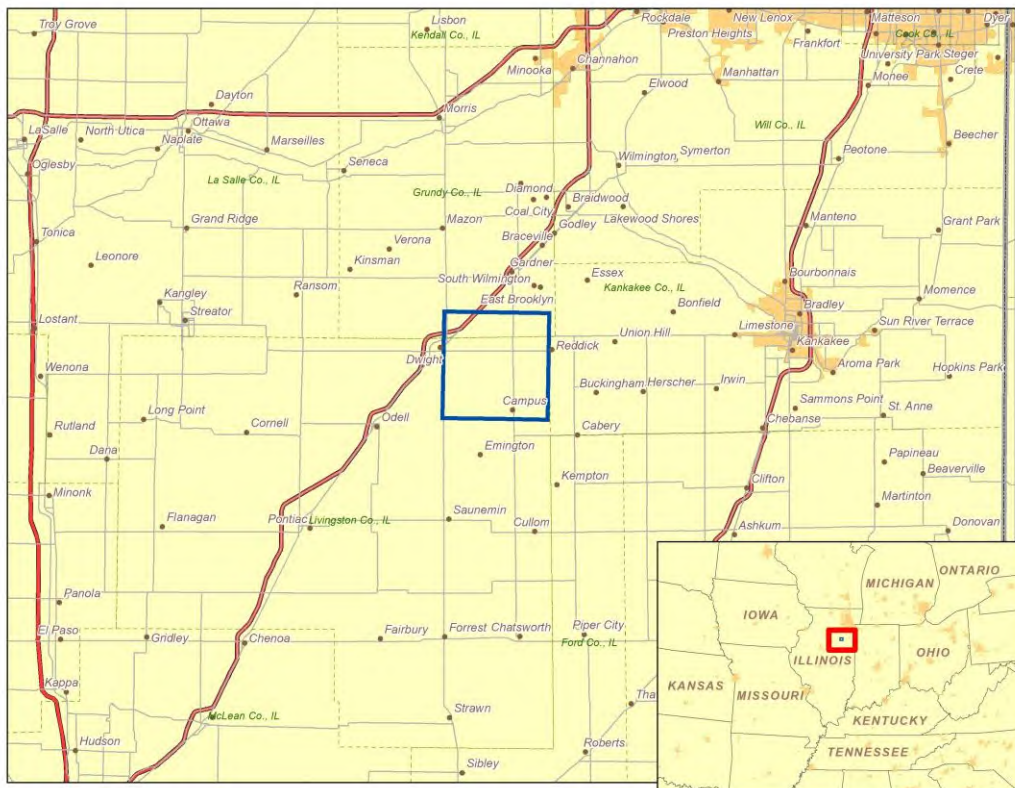 Troy Grove
Lisbon
Kendall Co., IL
Rockdale
New Lenox
Matteson
Dyer
Preston Heights
Frankfort
Cook Co., IL
Minooka
Channahon
University Park
Steger
Manhattan
Monee
Crete
Elwood
Dayton
Morris
LaSalle
North Utica
Ottawa
Naplate
Marseilles
Will Co., IL
Beecher
Oglesby
Seneca
Wilmington
Symerton
Peotone
La Salle Co., IL
Grundy Co., IL
Diamond
Braidwood
Coal City
Lakewood Shores
Grand Ridge
Mazon
Godley
Manteno
Grant Park
Tonica
Braceville
Verona
Leonore
Kinsman
Gardner
South Wilmington
Essex
Bourbonnais
Kankakee Co., IL
Ransom
East Brooklyn
Momence
Kangley
Bonfield
Bradley
Streator
Lostant
Union Hill
Limestone
Sun River Terrace
Dwight
Reddick
Kankakee
Wenona
Aroma Park
Hopkins Park
Buckingham
Herscher
Irwin
Campus
Sammons Point
Long Point
St. Anne
Rutland
Cornell
Odell
Chebanse
Cabery
Dana
Emington
Papineau
Kempton
Beaverville
Minonk
Clifton
Martinton
Flanagan
Pontiac
Livingston Co., IL
Saunemin
Cullom
Ashkum
Donovan
Panola
El Paso
Gridley
Chenoa
Fairbury
Forrest
Chatsworth
Piper City
Ford Co., IL
Kappa
McLean Co., IL
Strawn
Tha
Hudson
Roberts
Sibley
MICHIGAN
ONTARIO
IOWA
ILLINOIS
OHIO
KANSAS
MISSOURI
KENTUCKY
TENNESSEE